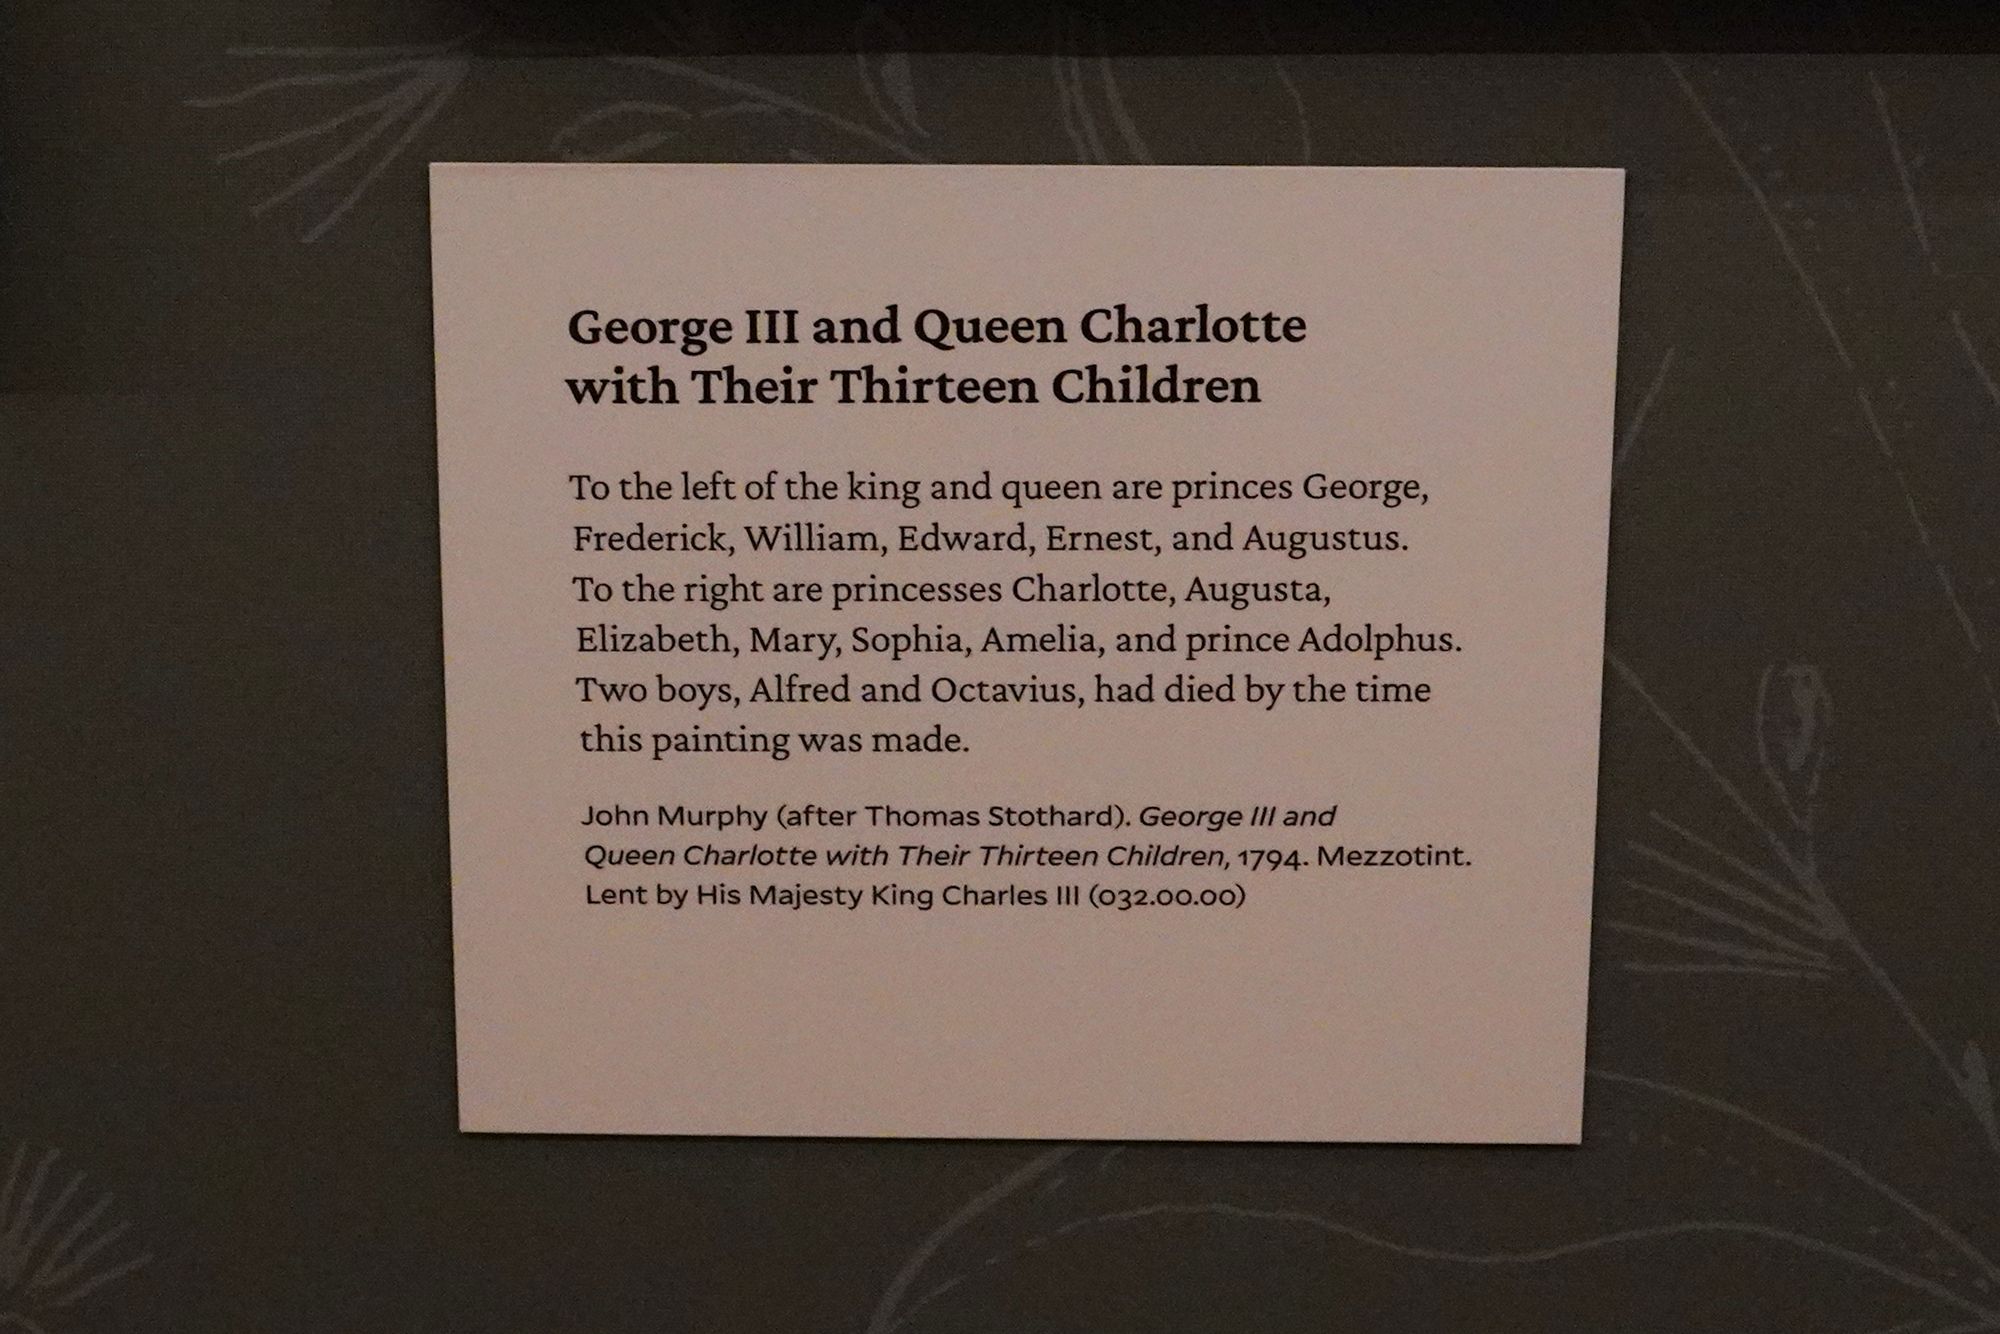 George III and Queen Charlotte
with Their Thirteen Children
To the left of the king and queen are princes George,
Frederick, William, Edward, Ernest, and Augustus.
To the right are princesses Charlotte, Augusta,
Elizabeth, Mary, Sophia, Amelia, and prince Adolphus.
Two boys, Alfred and Octavius, had died by the time
this painting was made.
John Murphy (after Thomas Stothard). George III and
Queen Charlotte with Their Thirteen Children, 1794. Mezzotint.
Lent by His Majesty King Charles III (032.00.00)